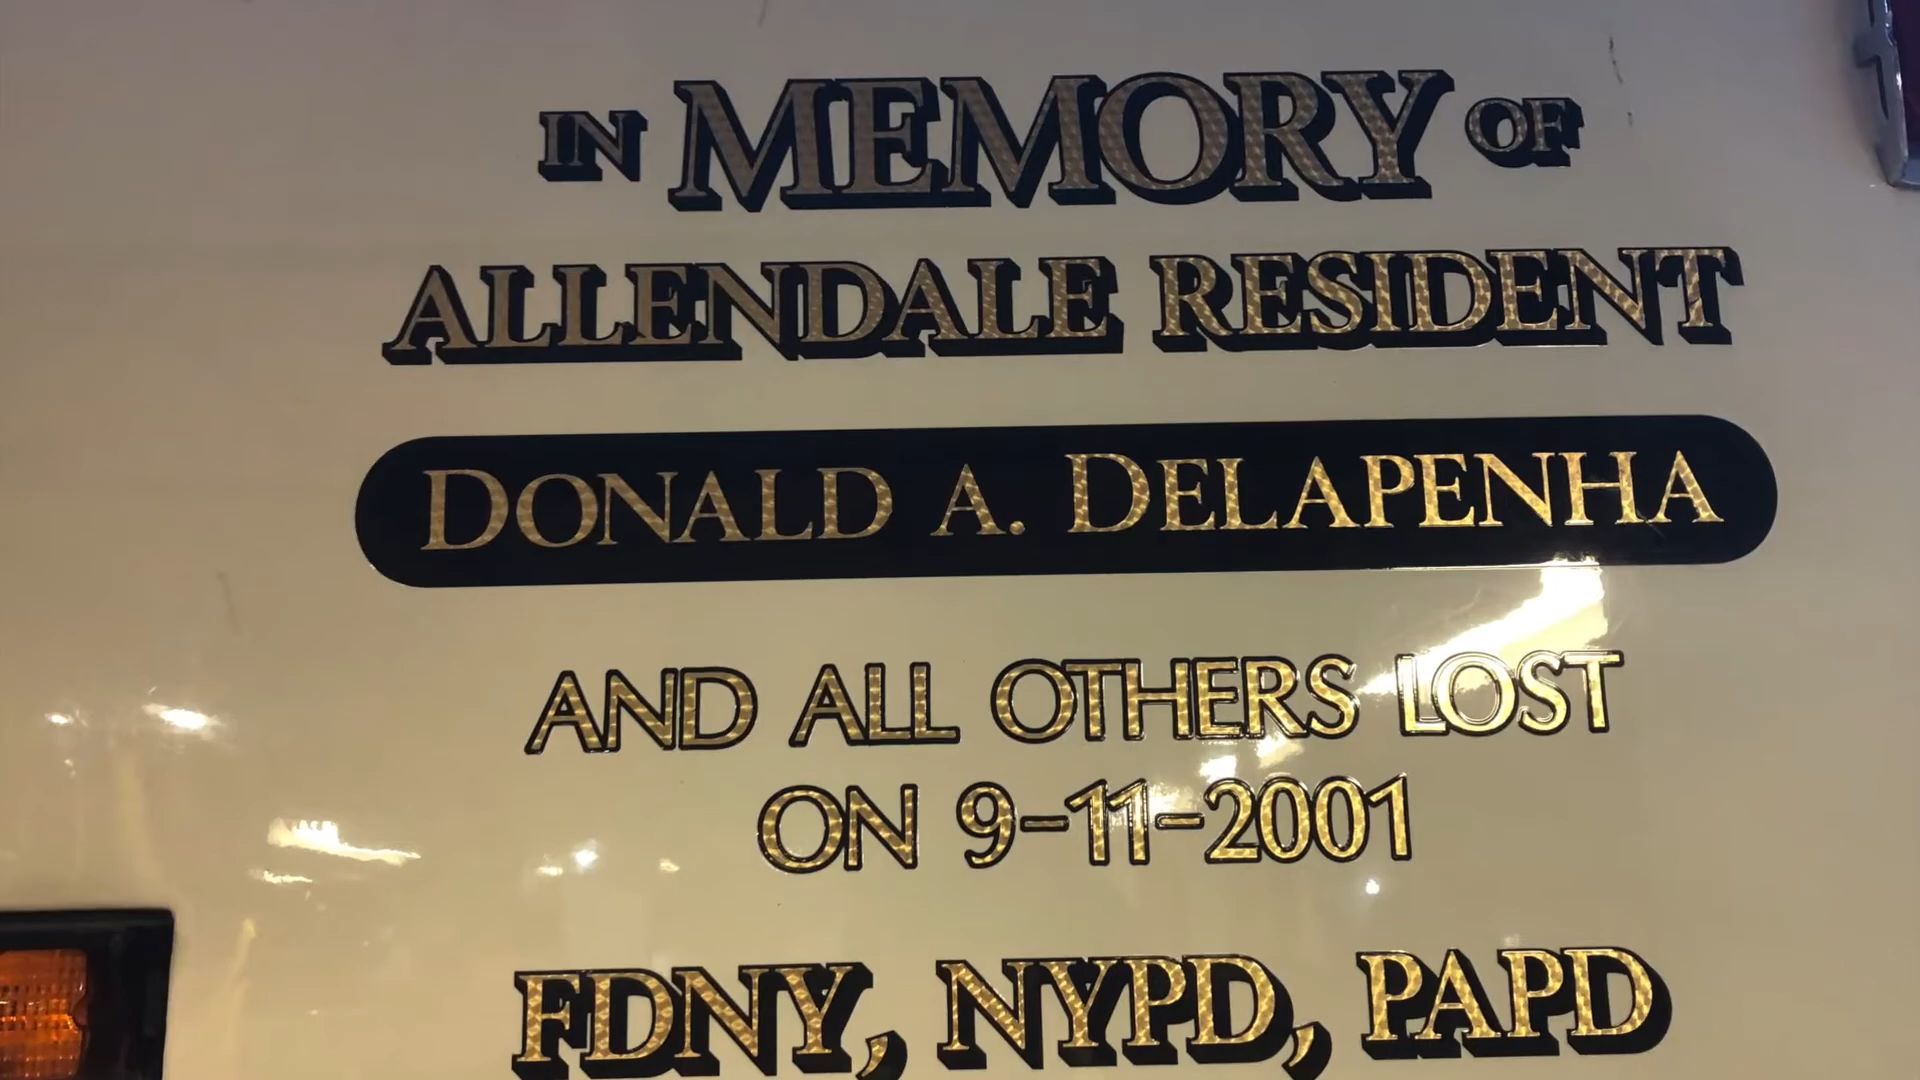 IN MEMORY OF
ALLENDALE RESIDENT
DONALD A. DELAPENHA
AND ALL OTHERS LOST
ON 9-11-2001
FDNY, NYPD, PAPD